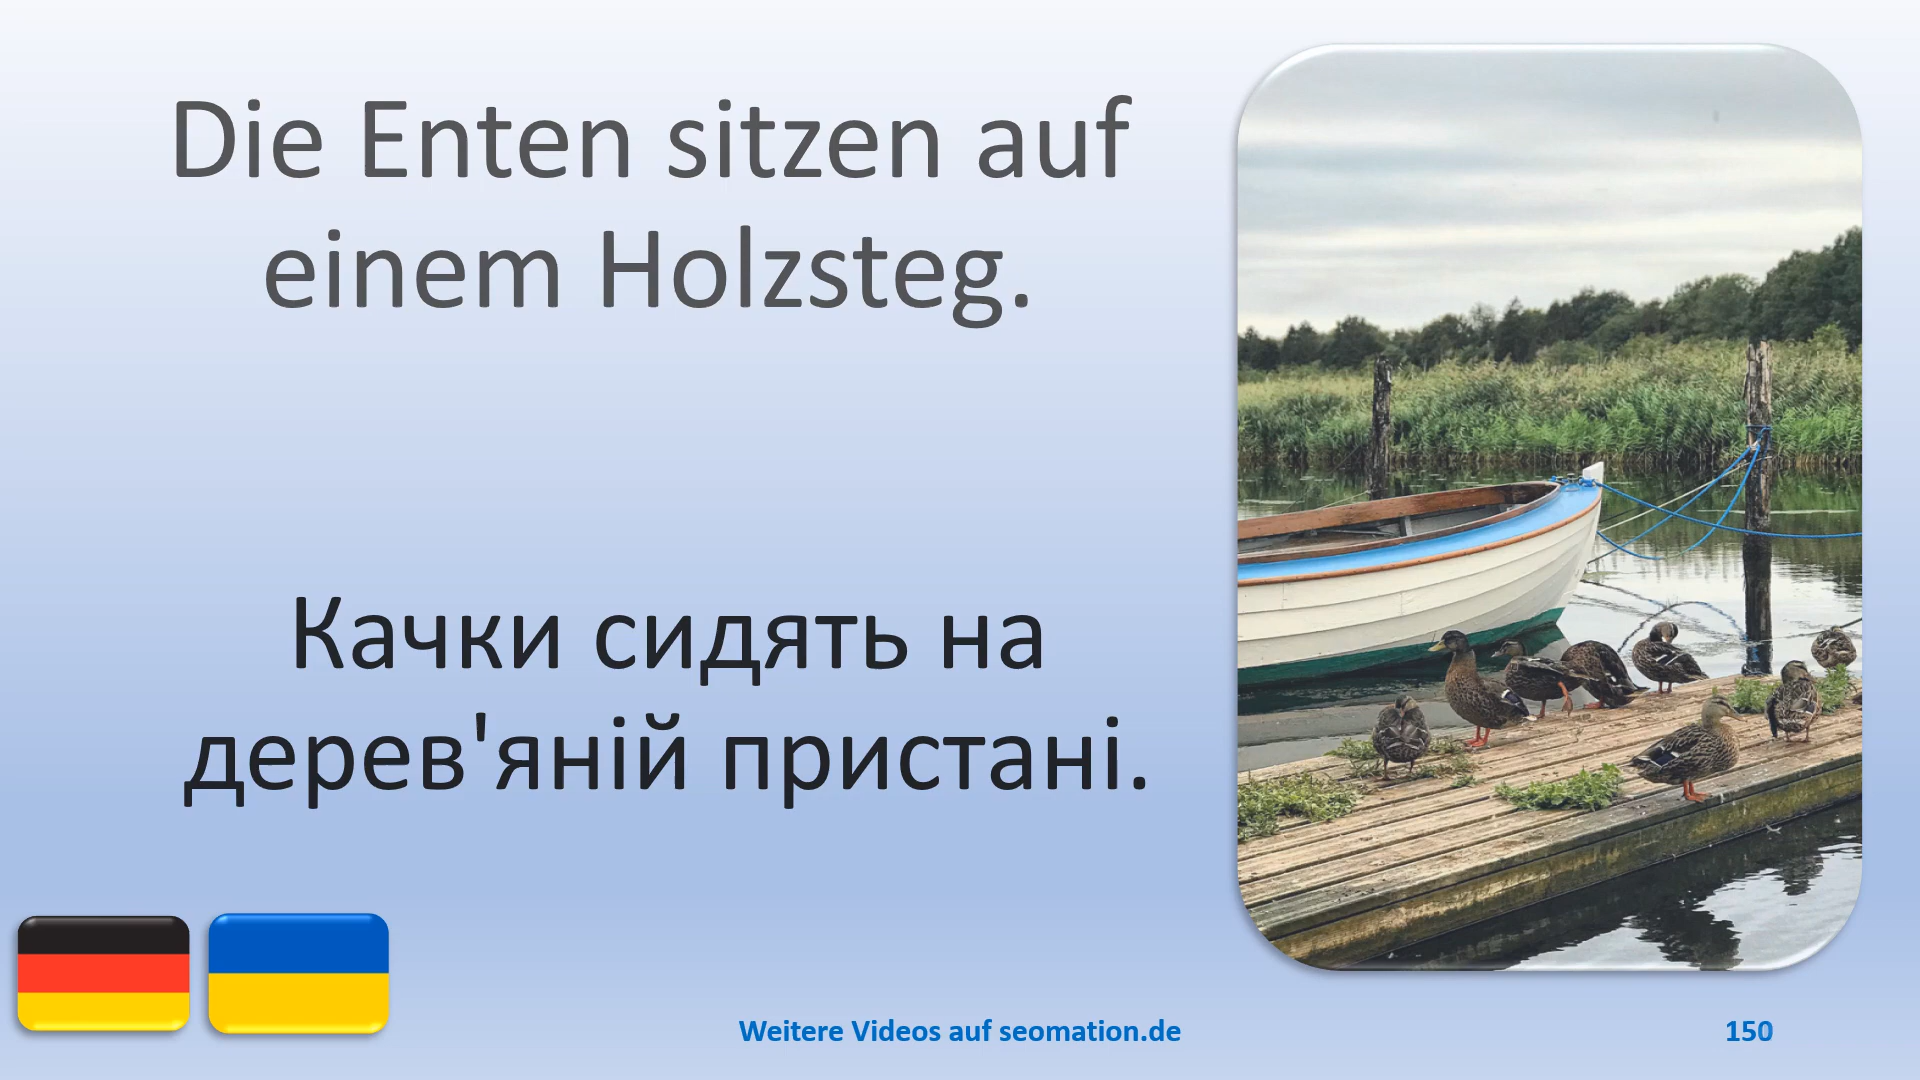 Die Enten sitzen auf
einem Holzsteg.
Качки сидять на
дерев'яній пристані.
Weitere Videos auf seomation.de
150